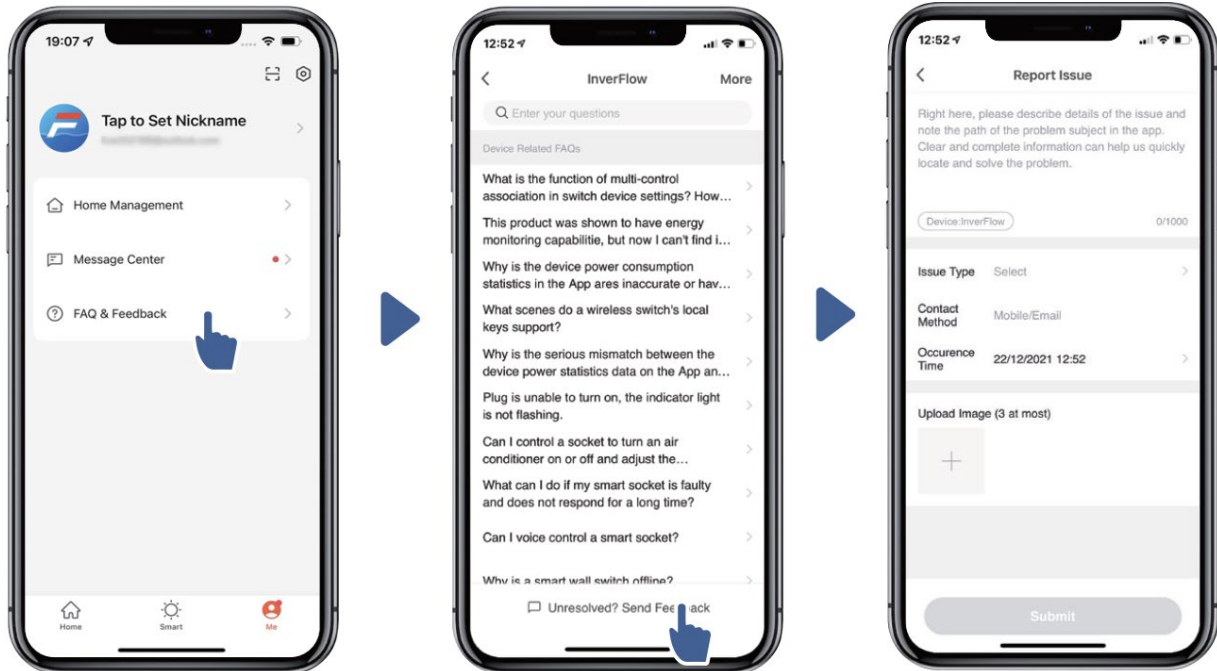 19:07
Tap to Set Nickname
Home Management
Message Center
FAQ & Feedback
Home
Smart
Me
12:52
InverFlow
More
Enter your questions
Device Related FAQs
What is the function of multi-control
association in switch device settings? How...
This product was shown to have energy
monitoring capabilitie, but now I can't find i...
Why is the device power consumption
statistics in the App ares inaccurate or hav...
What scenes do a wireless switch's local
keys support?
Why is the serious mismatch between the
device power statistics data on the App an...
Plug is unable to turn on, the indicator light
is not flashing.
Can I control a socket to turn an air
conditioner on or off and adjust the...
What can I do if my smart socket is faulty
and does not respond for a long time?
Can I voice control a smart socket?
Why is a smart wall switch offline?
Unresolved? Send Feedback
12:52
Report Issue
Right here, please describe details of the issue and
note the path of the problem subject in the app.
Clear and complete information can help us quickly
locate and solve the problem.
Device:InverFlow
0/1000
Issue Type Select
Contact
Method
Mobile/Email
Occurence
Time
22/12/2021 12:52
Upload Image (3 at most)
Submit